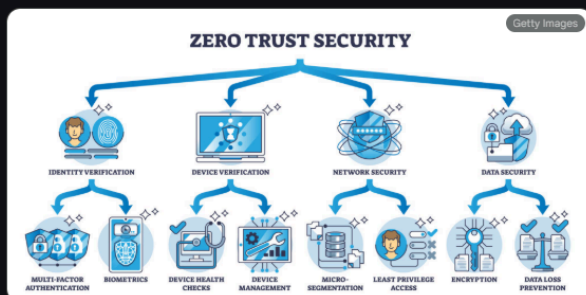 Getty Images
ZERO TRUST SECURITY
IDENTITY VERIFICATION
DEVICE VERIFICATION
NETWORK SECURITY
DATA SECURITY
MULTI-FACTOR
AUTHENTICATION
BIOMETRICS
DEVICE HEALTH
CHECKS
DEVICE
MANAGEMENT
MICRO-
SEGMENTATION
LEAST PRIVILEGE
ACCESS
ENCRYPTION
DATA LOSS
PREVENTION